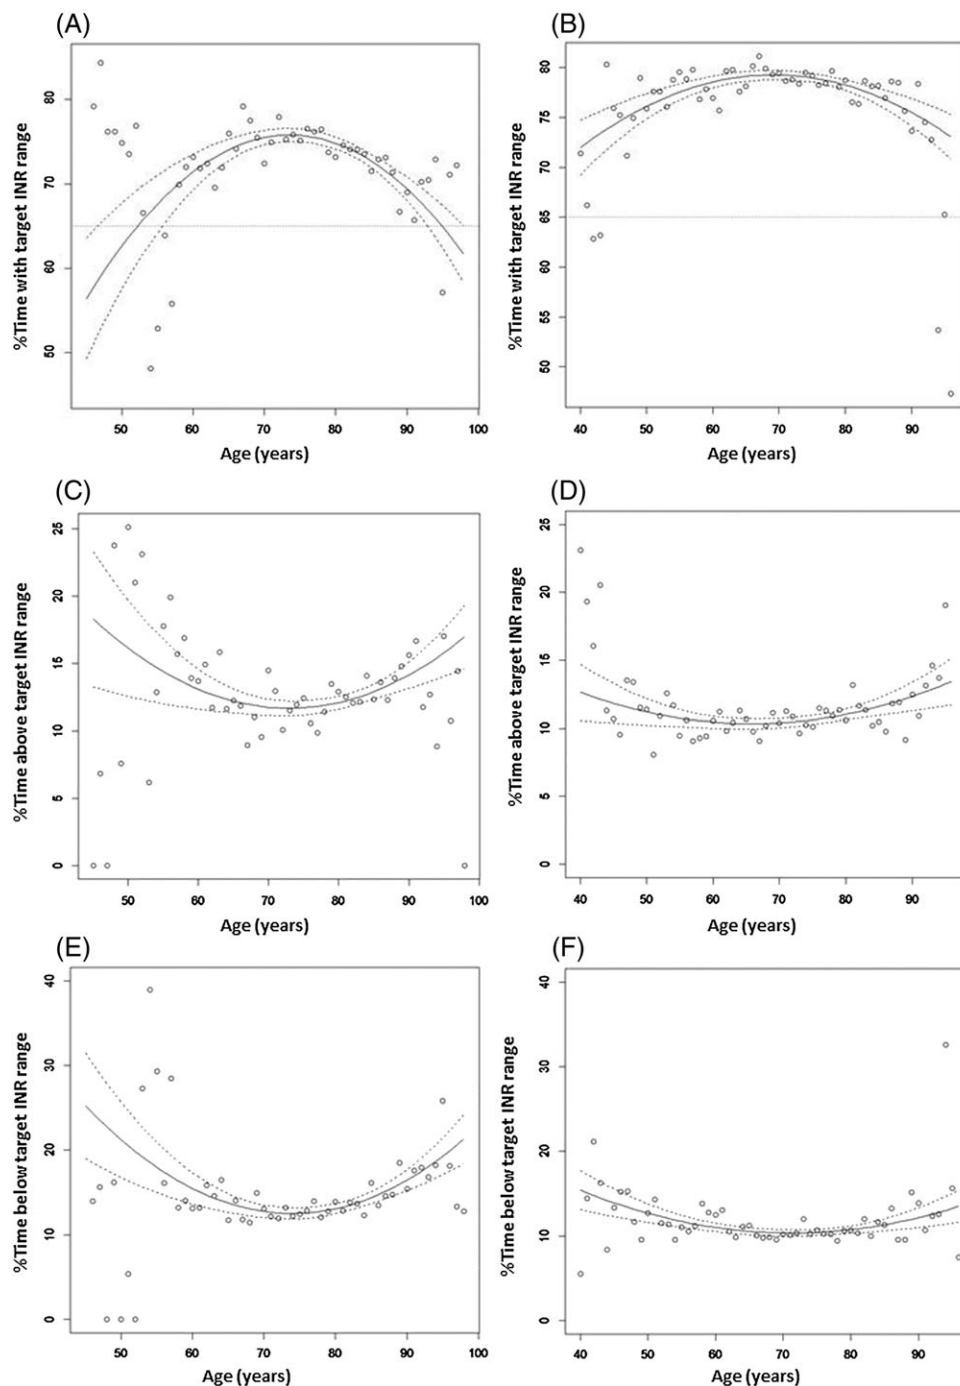 (A)
%Time with target INR range
80
70
60
50
50 60 70 80 90 100
Age (years)
(B)
%Time with target INR range
80
75
70
65
60
55
50
40 50 60 70 80 90
Age (years)
(C)
%Time above target INR range
25
20
15
10
5
0
50 60 70 80 90 100
Age (years)
(D)
%Time above target INR range
25
20
15
10
5
0
40 50 60 70 80 90
Age (years)
(E)
%Time below target INR range
40
30
20
10
0
50 60 70 80 90 100
Age (years)
(F)
%Time below target INR range
40
30
20
10
0
40 50 60 70 80 90
Age (years)